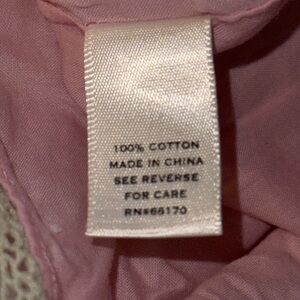 100% COTTON
MADE IN CHINA
SEE REVERSE
FOR CARE
RN#66170